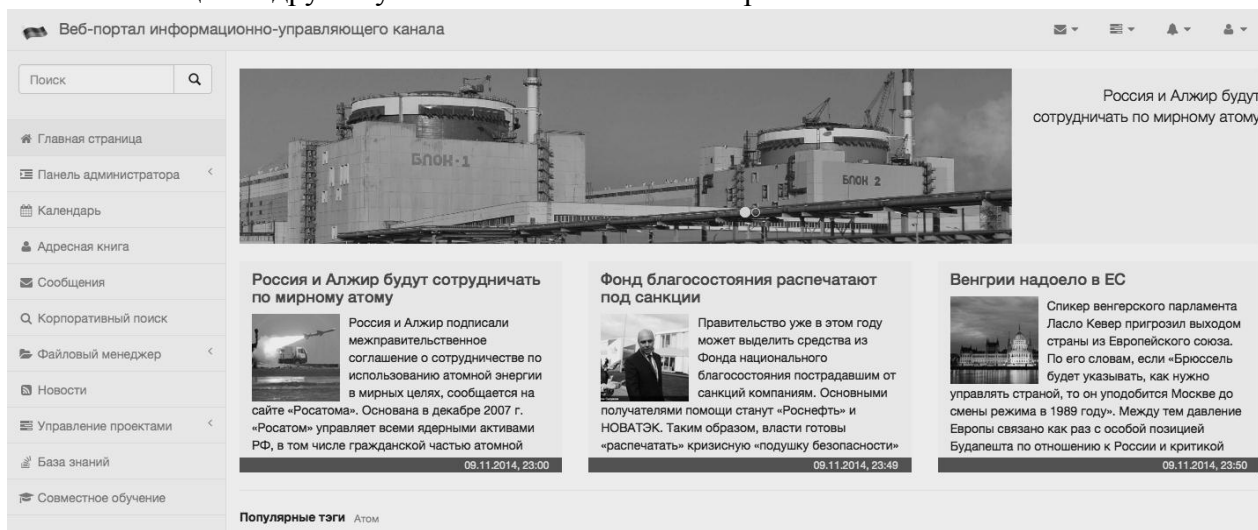 Веб-портал информационно-управляющего канала
Поиск
Главная страница
Панель администратора
Календарь
Адресная книга
Сообщения
Корпоративный поиск
Файловый менеджер
Новости
Управление проектами
База знаний
Совместное обучение
БЛОК-1
БЛОК 2
Россия и Алжир будут
сотрудничать по мирному атому
Россия и Алжир будут сотрудничать
по мирному атому
Россия и Алжир подписали
межправительственное
соглашение о сотрудничестве по
использованию атомной энергии
в мирных целях, сообщается на
сайте «Росатома». Основана в декабре 2007 г.
«Росатом» управляет всеми ядерными активами
РФ, в том числе гражданской частью атомной
09.11.2014, 23:00
Фонд благосостояния распечатают
под санкции
Правительство уже в этом году
может выделить средства из
Фонда национального
благосостояния пострадавшим от
санкций компаниям. Основными
получателями помощи станут «Роснефть» и
НОВАТЭК. Таким образом, власти готовы
«распечатать» кризисную «подушку безопасности»
09.11.2014, 23:49
Венгрии надоело в ЕС
Спикер венгерского парламента
Ласло Кевер пригрозил выходом
страны из Европейского союза.
По его словам, если «Брюссель
будет указывать, как нужно
управлять страной, то он уподобится Москве до
смены режима в 1989 году». Между тем давление
Европы связано как раз с особой позицией
Будапешта по отношению к России и критикой
09.11.2014, 23:50
Популярные тэги Атом